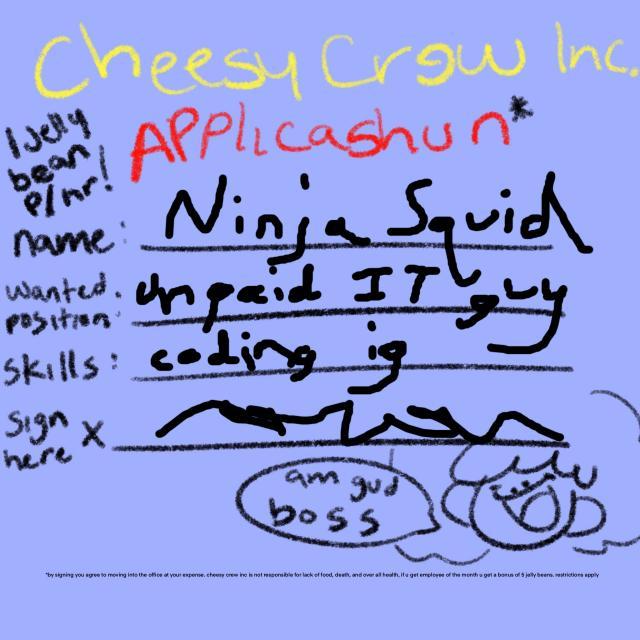 Cheesy Crew Inc.
APPlicashun*
1 jelly
bean
p/hr!
name: Ninja Squid
wanted position: unpaid IT guy
skills: coding ig
sign here X
am gud
boss
*by signing you agree to moving into the office at your expense. cheesy crew inc is not responsible for lack of food, death, and over all health, if u get employee of the month u get a bonus of 5 jelly beans. restrictions apply